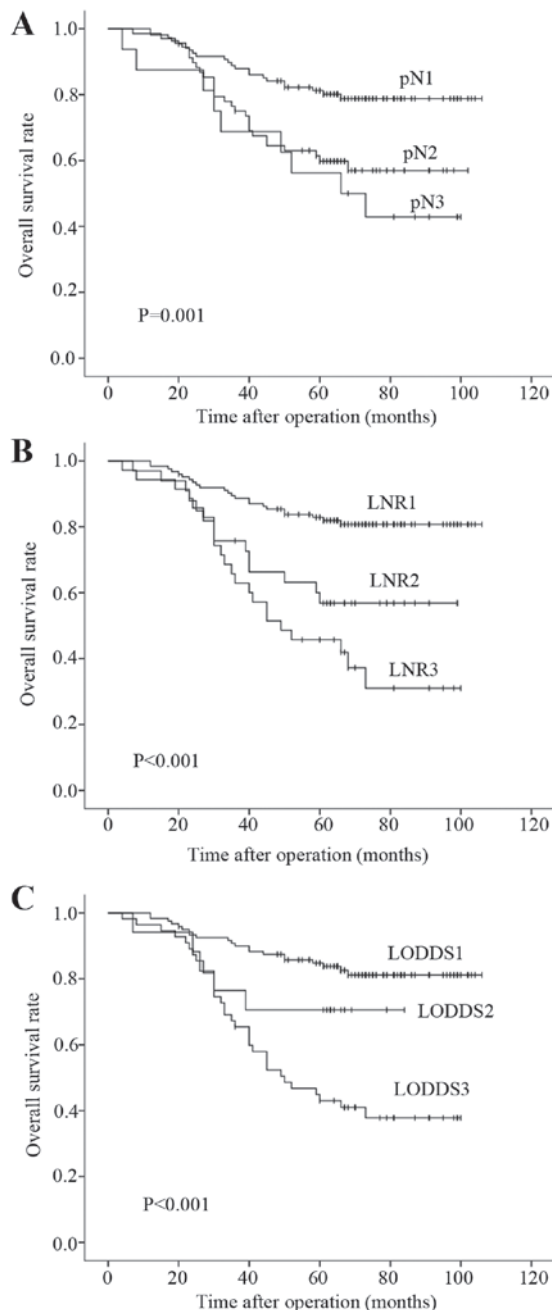 A
1.0
0.8
0.6
0.4
0.2
0.0
Overall survival rate
pN1
pN2
pN3
P=0.001
0 20 40 60 80 100 120
Time after operation (months)
B
1.0
0.8
0.6
0.4
0.2
0.0
Overall survival rate
LNR1
LNR2
LNR3
P<0.001
0 20 40 60 80 100 120
Time after operation (months)
C
1.0
0.8
0.6
0.4
0.2
0.0
Overall survival rate
LODDS1
LODDS2
LODDS3
P<0.001
0 20 40 60 80 100 120
Time after operation (months)